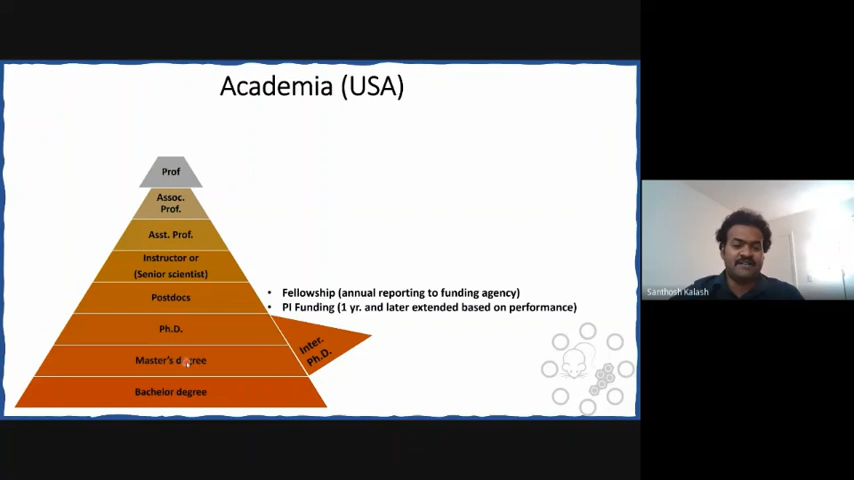 Academia (USA)
Prof
Assoc.
Prof.
Asst. Prof.
Instructor or
(Senior scientist)
Postdocs
• Fellowship (annual reporting to funding agency)
• PI Funding (1 yr. and later extended based on performance)
Ph.D.
Inter.
Ph.D.
Master's degree
Bachelor degree
Santhosh Kalash